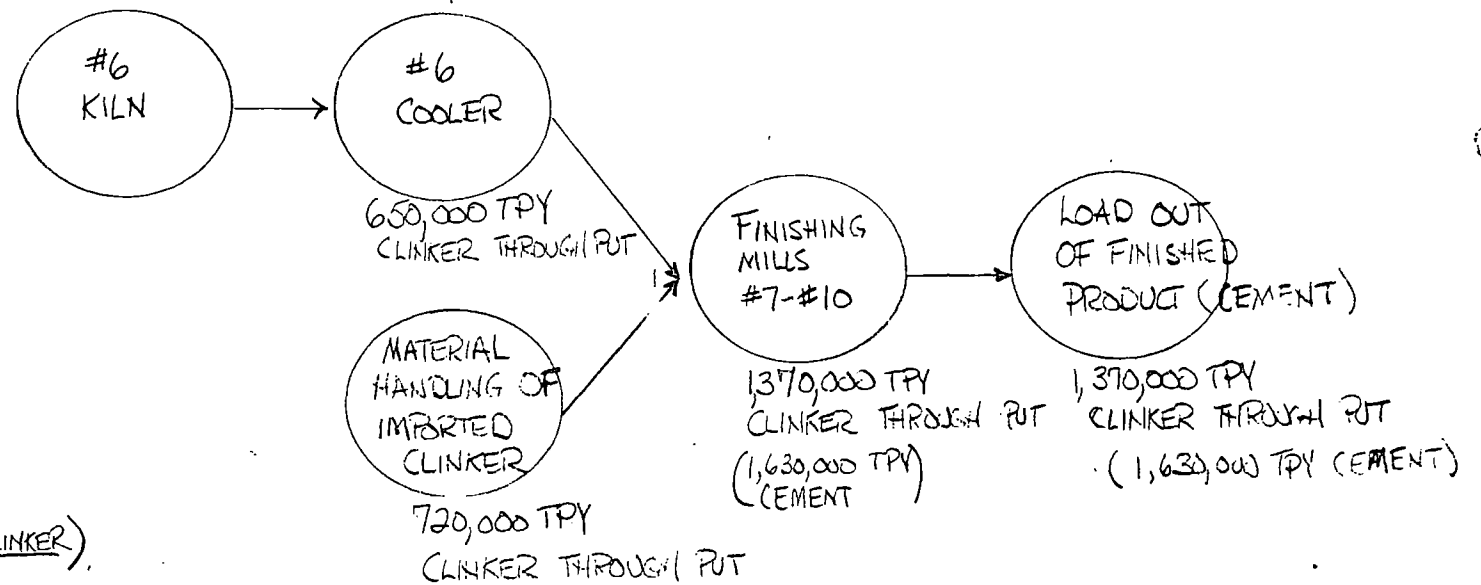 #6
KILN
#6
COOLER
650,000 TPY
CLINKER THROUGH PUT
MATERIAL
HANDLING OF
IMPORTED
CLINKER
720,000 TPY
CLINKER THROUGH PUT
FINISHING
MILLS
#7-#10
1,370,000 TPY
CLINKER THROUGH PUT
(1,630,000 TPY)
CEMENT
LOAD OUT
OF FINISHED
PRODUCT (CEMENT)
1,370,000 TPY
CLINKER THROUGH PUT
(1,630,000 TPY CEMENT)